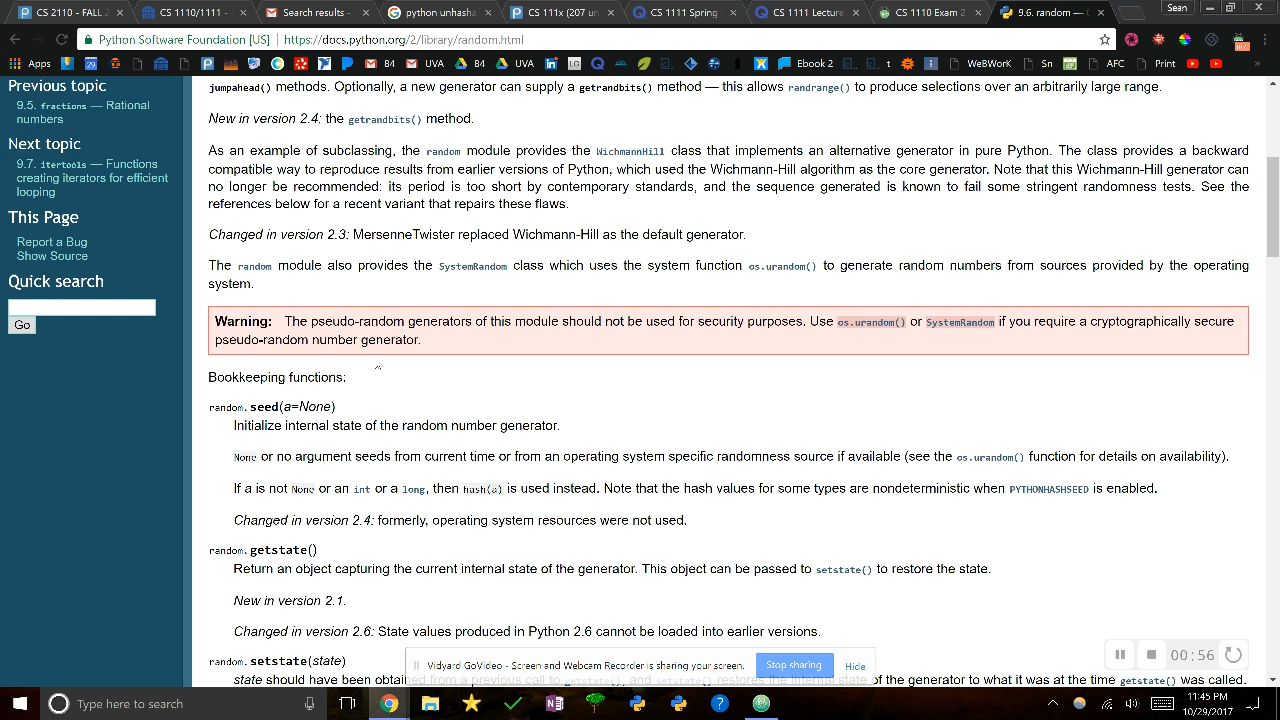 CS 2110 - FALL 2
CS 1110/1111 -
Search results
python unhasha
CS 111x (207 un
CS 1111 Spring
CS 1111 Lecture
CS 1110 Exam 2
9.6. random —
Sean
Python Software Foundation [US] https://docs.python.org/2/library/random.html
Apps B4 UVA B4 UVA LG Ebook 2 t WeBWorK Sn AFC Print »
Previous topic
9.5. fractions — Rational
numbers
Next topic
9.7. itertools — Functions
creating iterators for efficient
looping
This Page
Report a Bug
Show Source
Quick search
Go
jumpahead() methods. Optionally, a new generator can supply a getrandbits() method — this allows randrange() to produce selections over an arbitrarily large range.
New in version 2.4: the getrandbits() method.
As an example of subclassing, the random module provides the WichmannHill class that implements an alternative generator in pure Python. The class provides a backward
compatible way to reproduce results from earlier versions of Python, which used the Wichmann-Hill algorithm as the core generator. Note that this Wichmann-Hill generator can
no longer be recommended: its period is too short by contemporary standards, and the sequence generated is known to fail some stringent randomness tests. See the
references below for a recent variant that repairs these flaws.
Changed in version 2.3: MersenneTwister replaced Wichmann-Hill as the default generator.
The random module also provides the SystemRandom class which uses the system function os.urandom() to generate random numbers from sources provided by the operating
system.
Warning: The pseudo-random generators of this module should not be used for security purposes. Use os.urandom() or SystemRandom if you require a cryptographically secure
pseudo-random number generator.
Bookkeeping functions:
random.seed(a=None)
Initialize internal state of the random number generator.
None or no argument seeds from current time or from an operating system specific randomness source if available (see the os.urandom() function for details on availability).
If a is not None or an int or a long, then hash(a) is used instead. Note that the hash values for some types are nondeterministic when PYTHONHASHSEED is enabled.
Changed in version 2.4: formerly, operating system resources were not used.
random.getstate()
Return an object capturing the current internal state of the generator. This object can be passed to setstate() to restore the state.
New in version 2.1.
Changed in version 2.6: State values produced in Python 2.6 cannot be loaded into earlier versions.
random.setstate(state)
state should have been obtained from a previous call to getstate(), and setstate() restores the internal state of the generator to what it was at the time getstate() was called.
Vidyard GoVideo - Screen and Webcam Recorder is sharing your screen. Stop sharing Hide
00:56
Type here to search
11:45 PM
10/29/2017